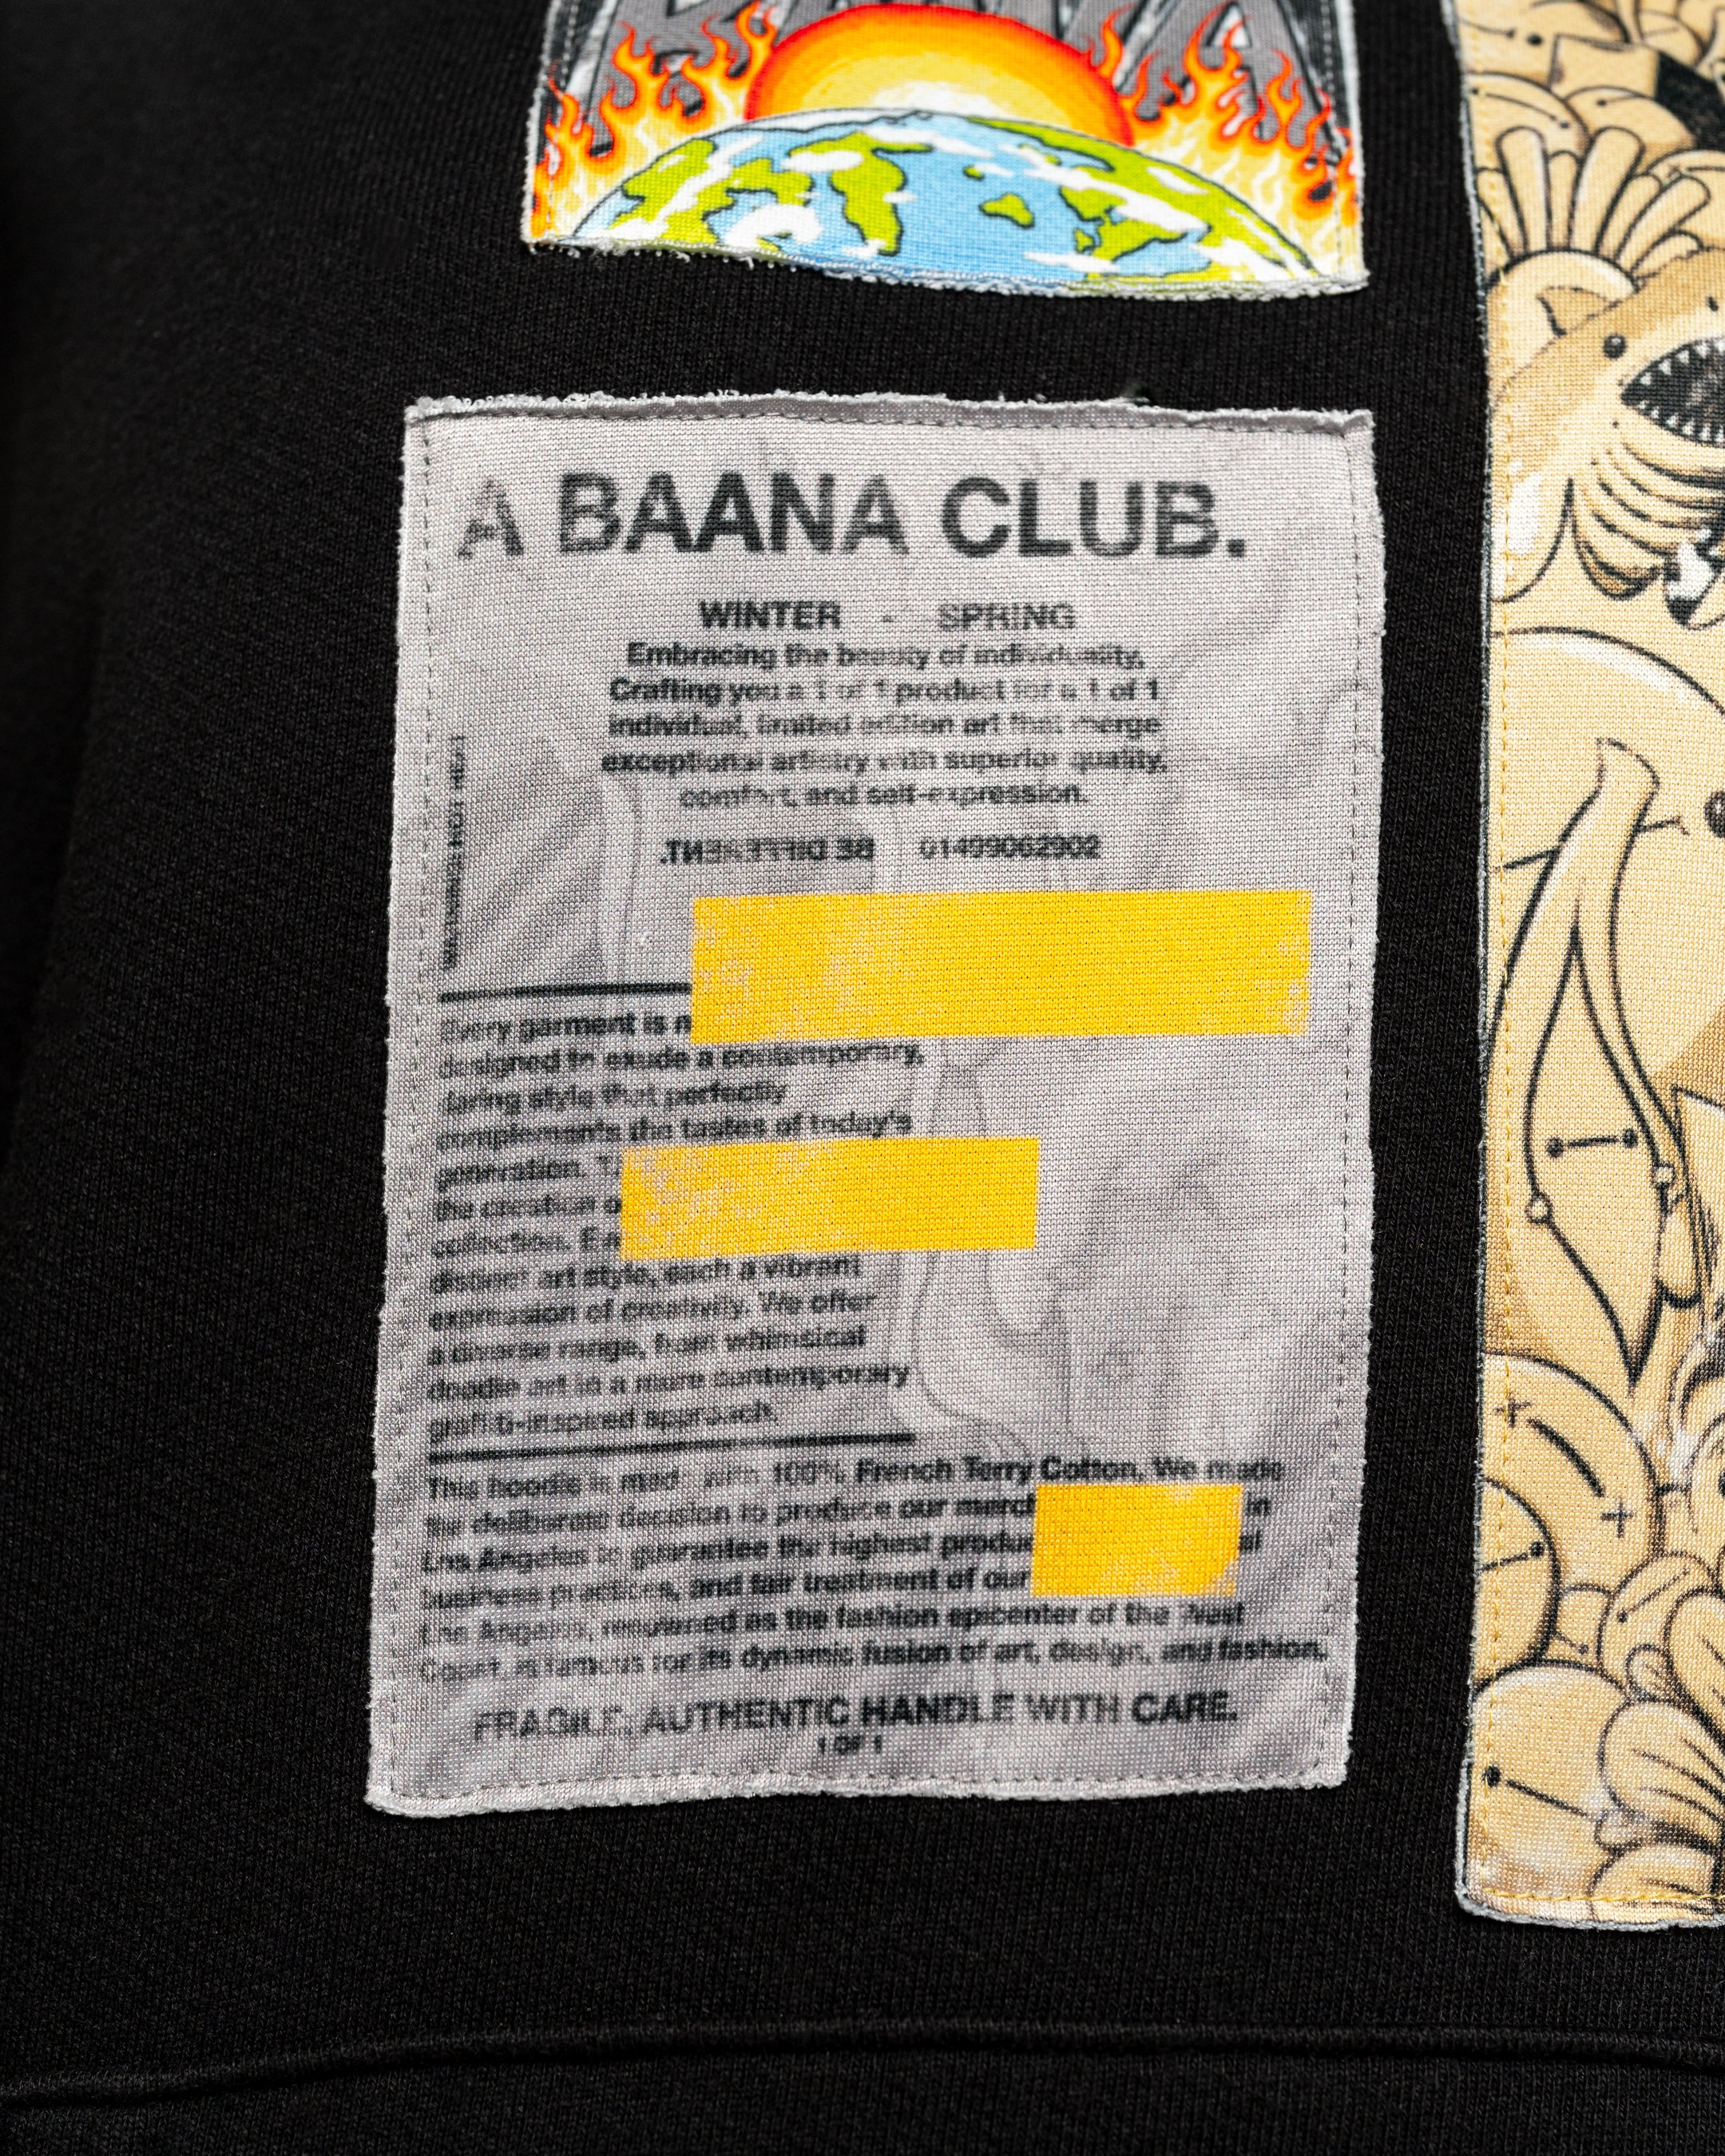 A BAANA CLUB.
WINTER - SPRING
Embracing the beauty of individuality,
Crafting you a 1 of 1 product for a 1 of 1
individual, limited edition art that merge
exceptional artistry with superior quality,
comfort, and self-expression.
BE DIFFERENT. 01499062902
Every garment is
designed to exude a contemporary,
daring style that perfectly
complements the tastes of today's
generation.
the creation
collection.
distinct art style, each a vibrant
expression of creativity. We offer
a diverse range, from whimsical
doodle art to a more contemporary
graffiti-inspired approach.
This hoodie is made with 100% French Terry Cotton. We made
the deliberate decision to produce our merch in
Los Angeles to guarantee the highest produc al
business practices, and fair treatment of our
Los Angeles, renowned as the fashion epicenter of the West
Coast, is famous for its dynamic fusion of art, design, and fashion.
FRAGILE, AUTHENTIC HANDLE WITH CARE.
1 OF 1